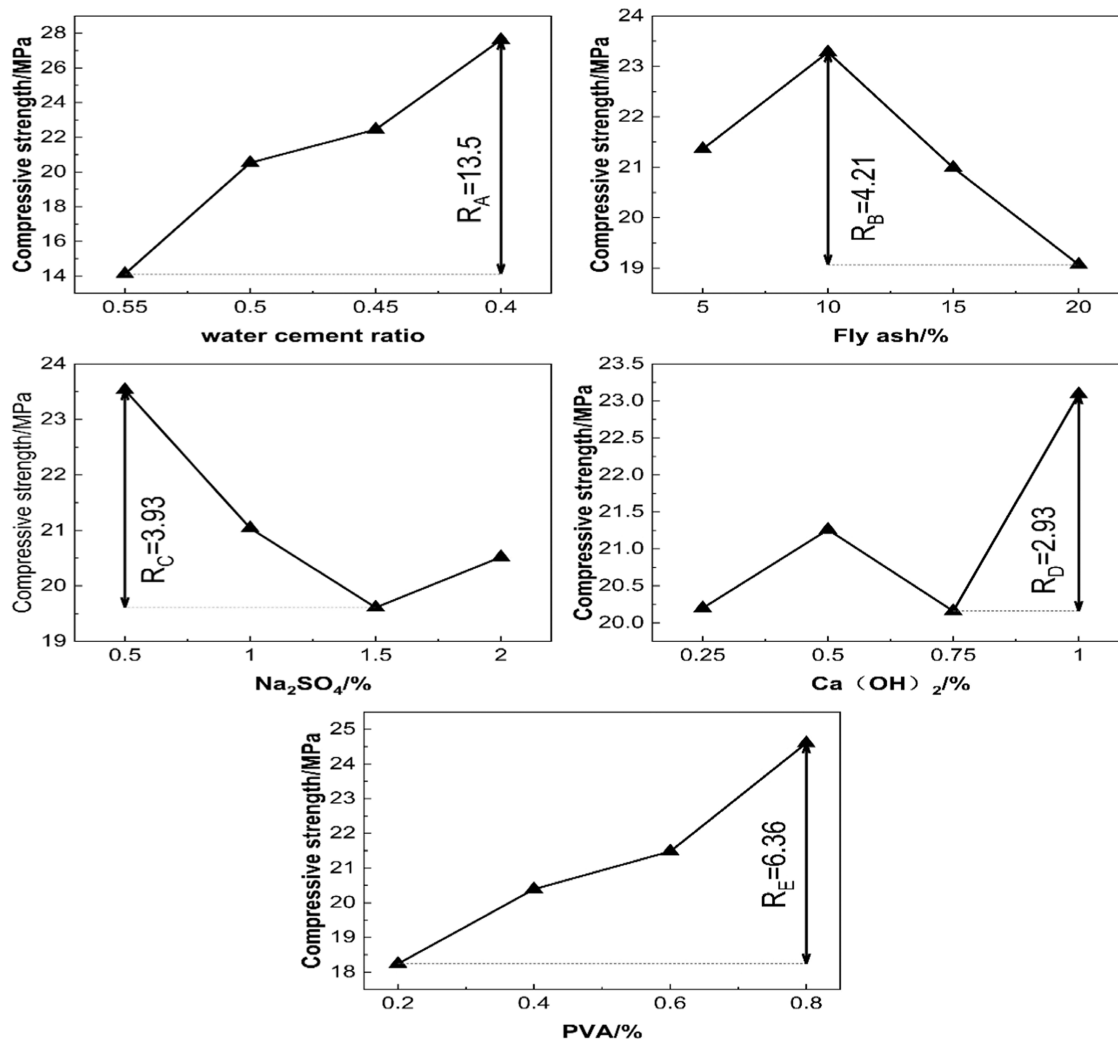 Compressive strength/MPa
28
26
24
22
20
18
16
14
R_A=13.5
0.55 0.5 0.45 0.4
water cement ratio
Compressive strength/MPa
23
22
21
20
19
R_B=4.21
5 10 15 20
Fly ash/%
Compressive strength/MPa
24
23
22
21
20
19
R_C=3.93
0.5 1 1.5 2
Na₂SO₄/%
Compressive strength/MPa
23.5
23.0
22.5
22.0
21.5
21.0
20.5
20.0
R_D=2.93
0.25 0.5 0.75 1
Ca（OH）₂/%
Compressive strength/MPa
25
24
23
22
21
20
19
18
R_E=6.36
0.2 0.4 0.6 0.8
PVA/%